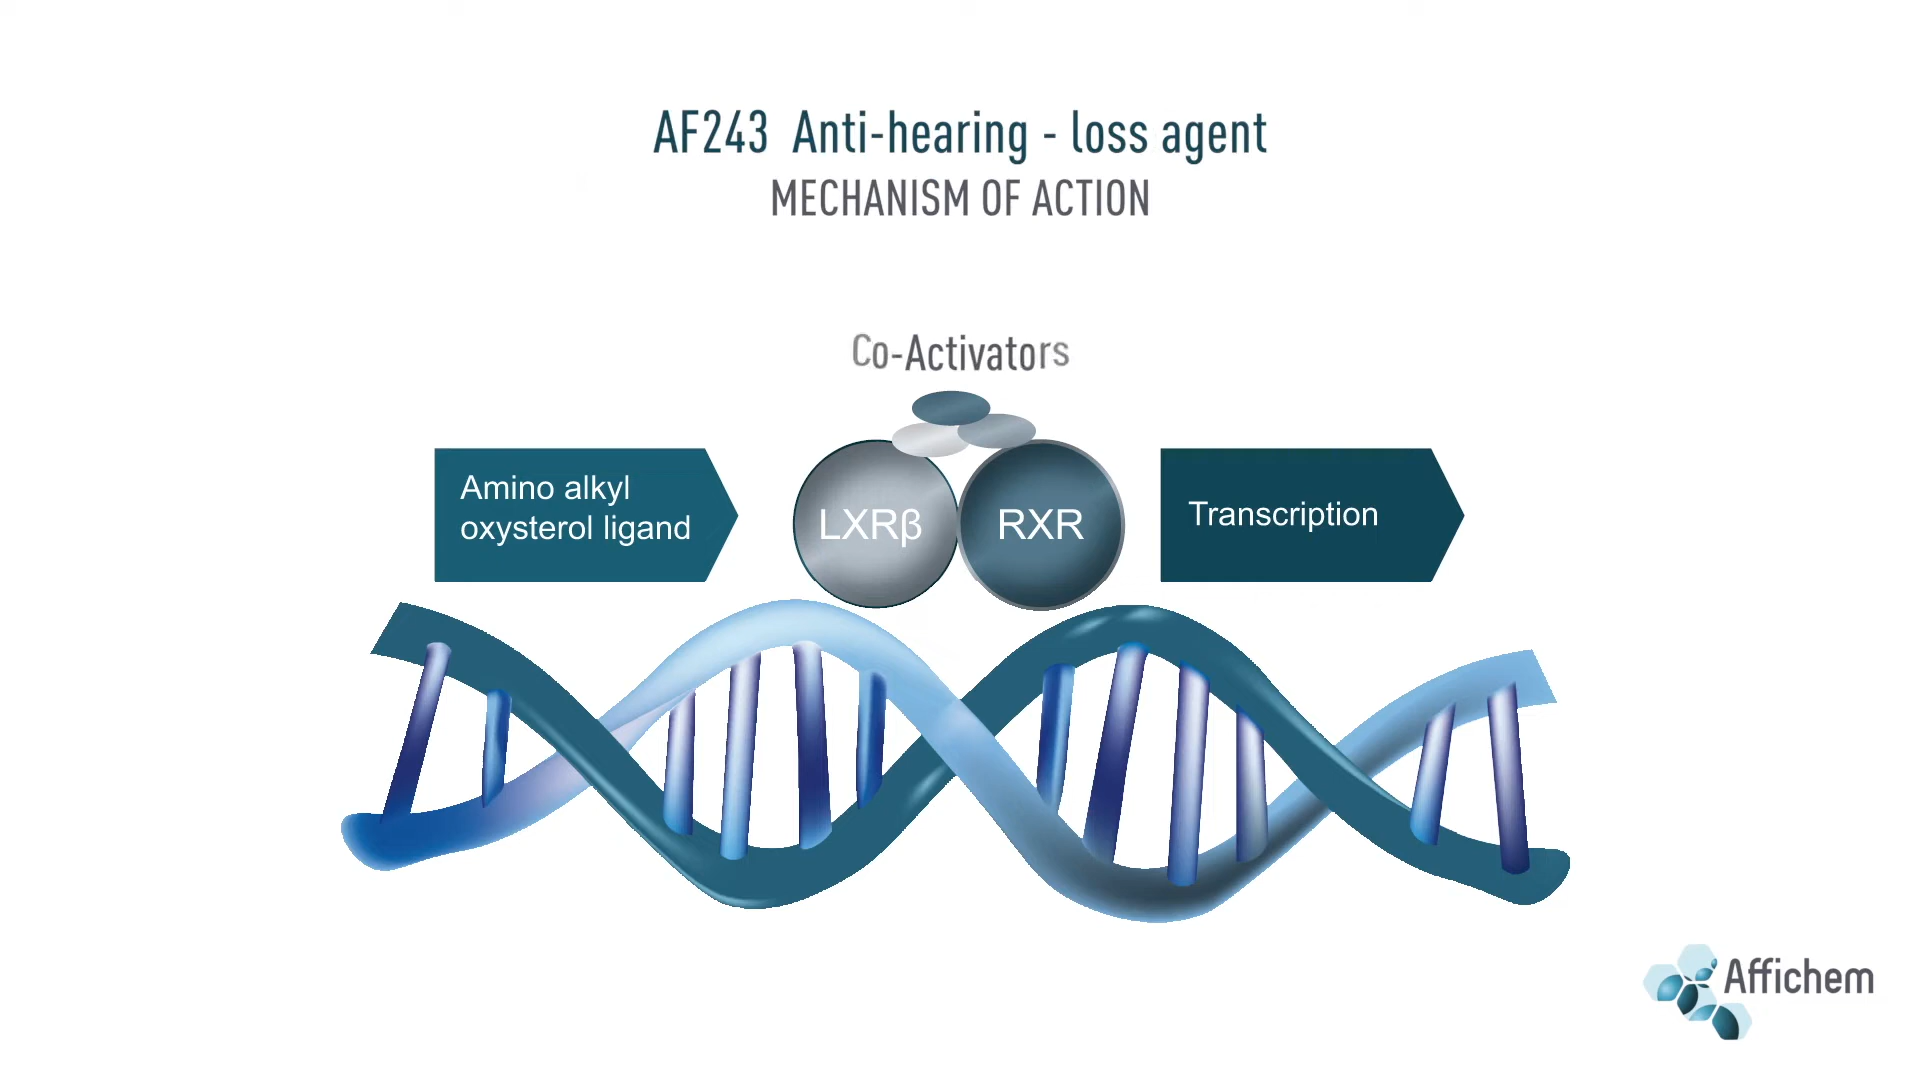 AF243 Anti-hearing - loss agent
MECHANISM OF ACTION
Co-Activators
Amino alkyl
oxysterol ligand
LXRβ
RXR
Transcription
Affichem